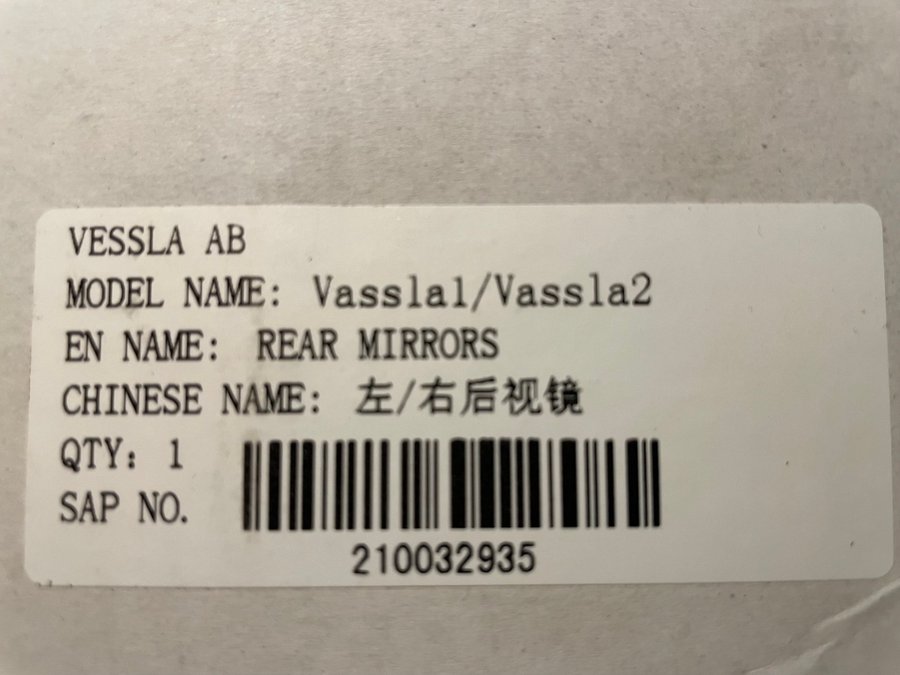 VESSLA AB
MODEL NAME: Vassla1/Vassla2
EN NAME: REAR MIRRORS
CHINESE NAME: 左/右后视镜
QTY: 1
SAP NO.
210032935